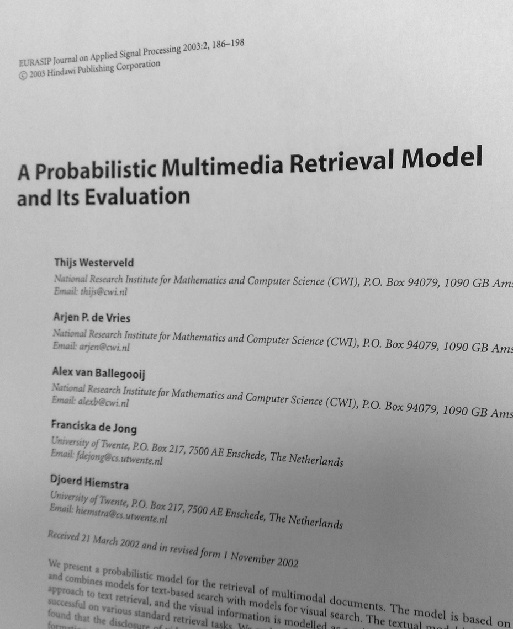 EURASIP Journal on Applied Signal Processing 2003:2, 186–198
© 2003 Hindawi Publishing Corporation
A Probabilistic Multimedia Retrieval Model
and Its Evaluation
Thijs Westerveld
National Research Institute for Mathematics and Computer Science (CWI), P.O. Box 94079, 1090 GB Ams
Email: thijs@cwi.nl
Arjen P. de Vries
National Research Institute for Mathematics and Computer Science (CWI), P.O. Box 94079, 1090 GB Ams
Email: arjen@cwi.nl
Alex van Ballegooij
National Research Institute for Mathematics and Computer Science (CWI), P.O. Box 94079, 1090 GB Ams
Email: alexb@cwi.nl
Franciska de Jong
University of Twente, P.O. Box 217, 7500 AE Enschede, The Netherlands
Email: fdejong@cs.utwente.nl
Djoerd Hiemstra
University of Twente, P.O. Box 217, 7500 AE Enschede, The Netherlands
Email: hiemstra@cs.utwente.nl
Received 21 March 2002 and in revised form 1 November 2002
We present a probabilistic model for the retrieval of multimodal documents. The model is based on
and combines models for text-based search with models for visual search. The textual
approach to text retrieval, and the visual information is modelled
successful on various standard retrieval tasks.
found that the disclosure of